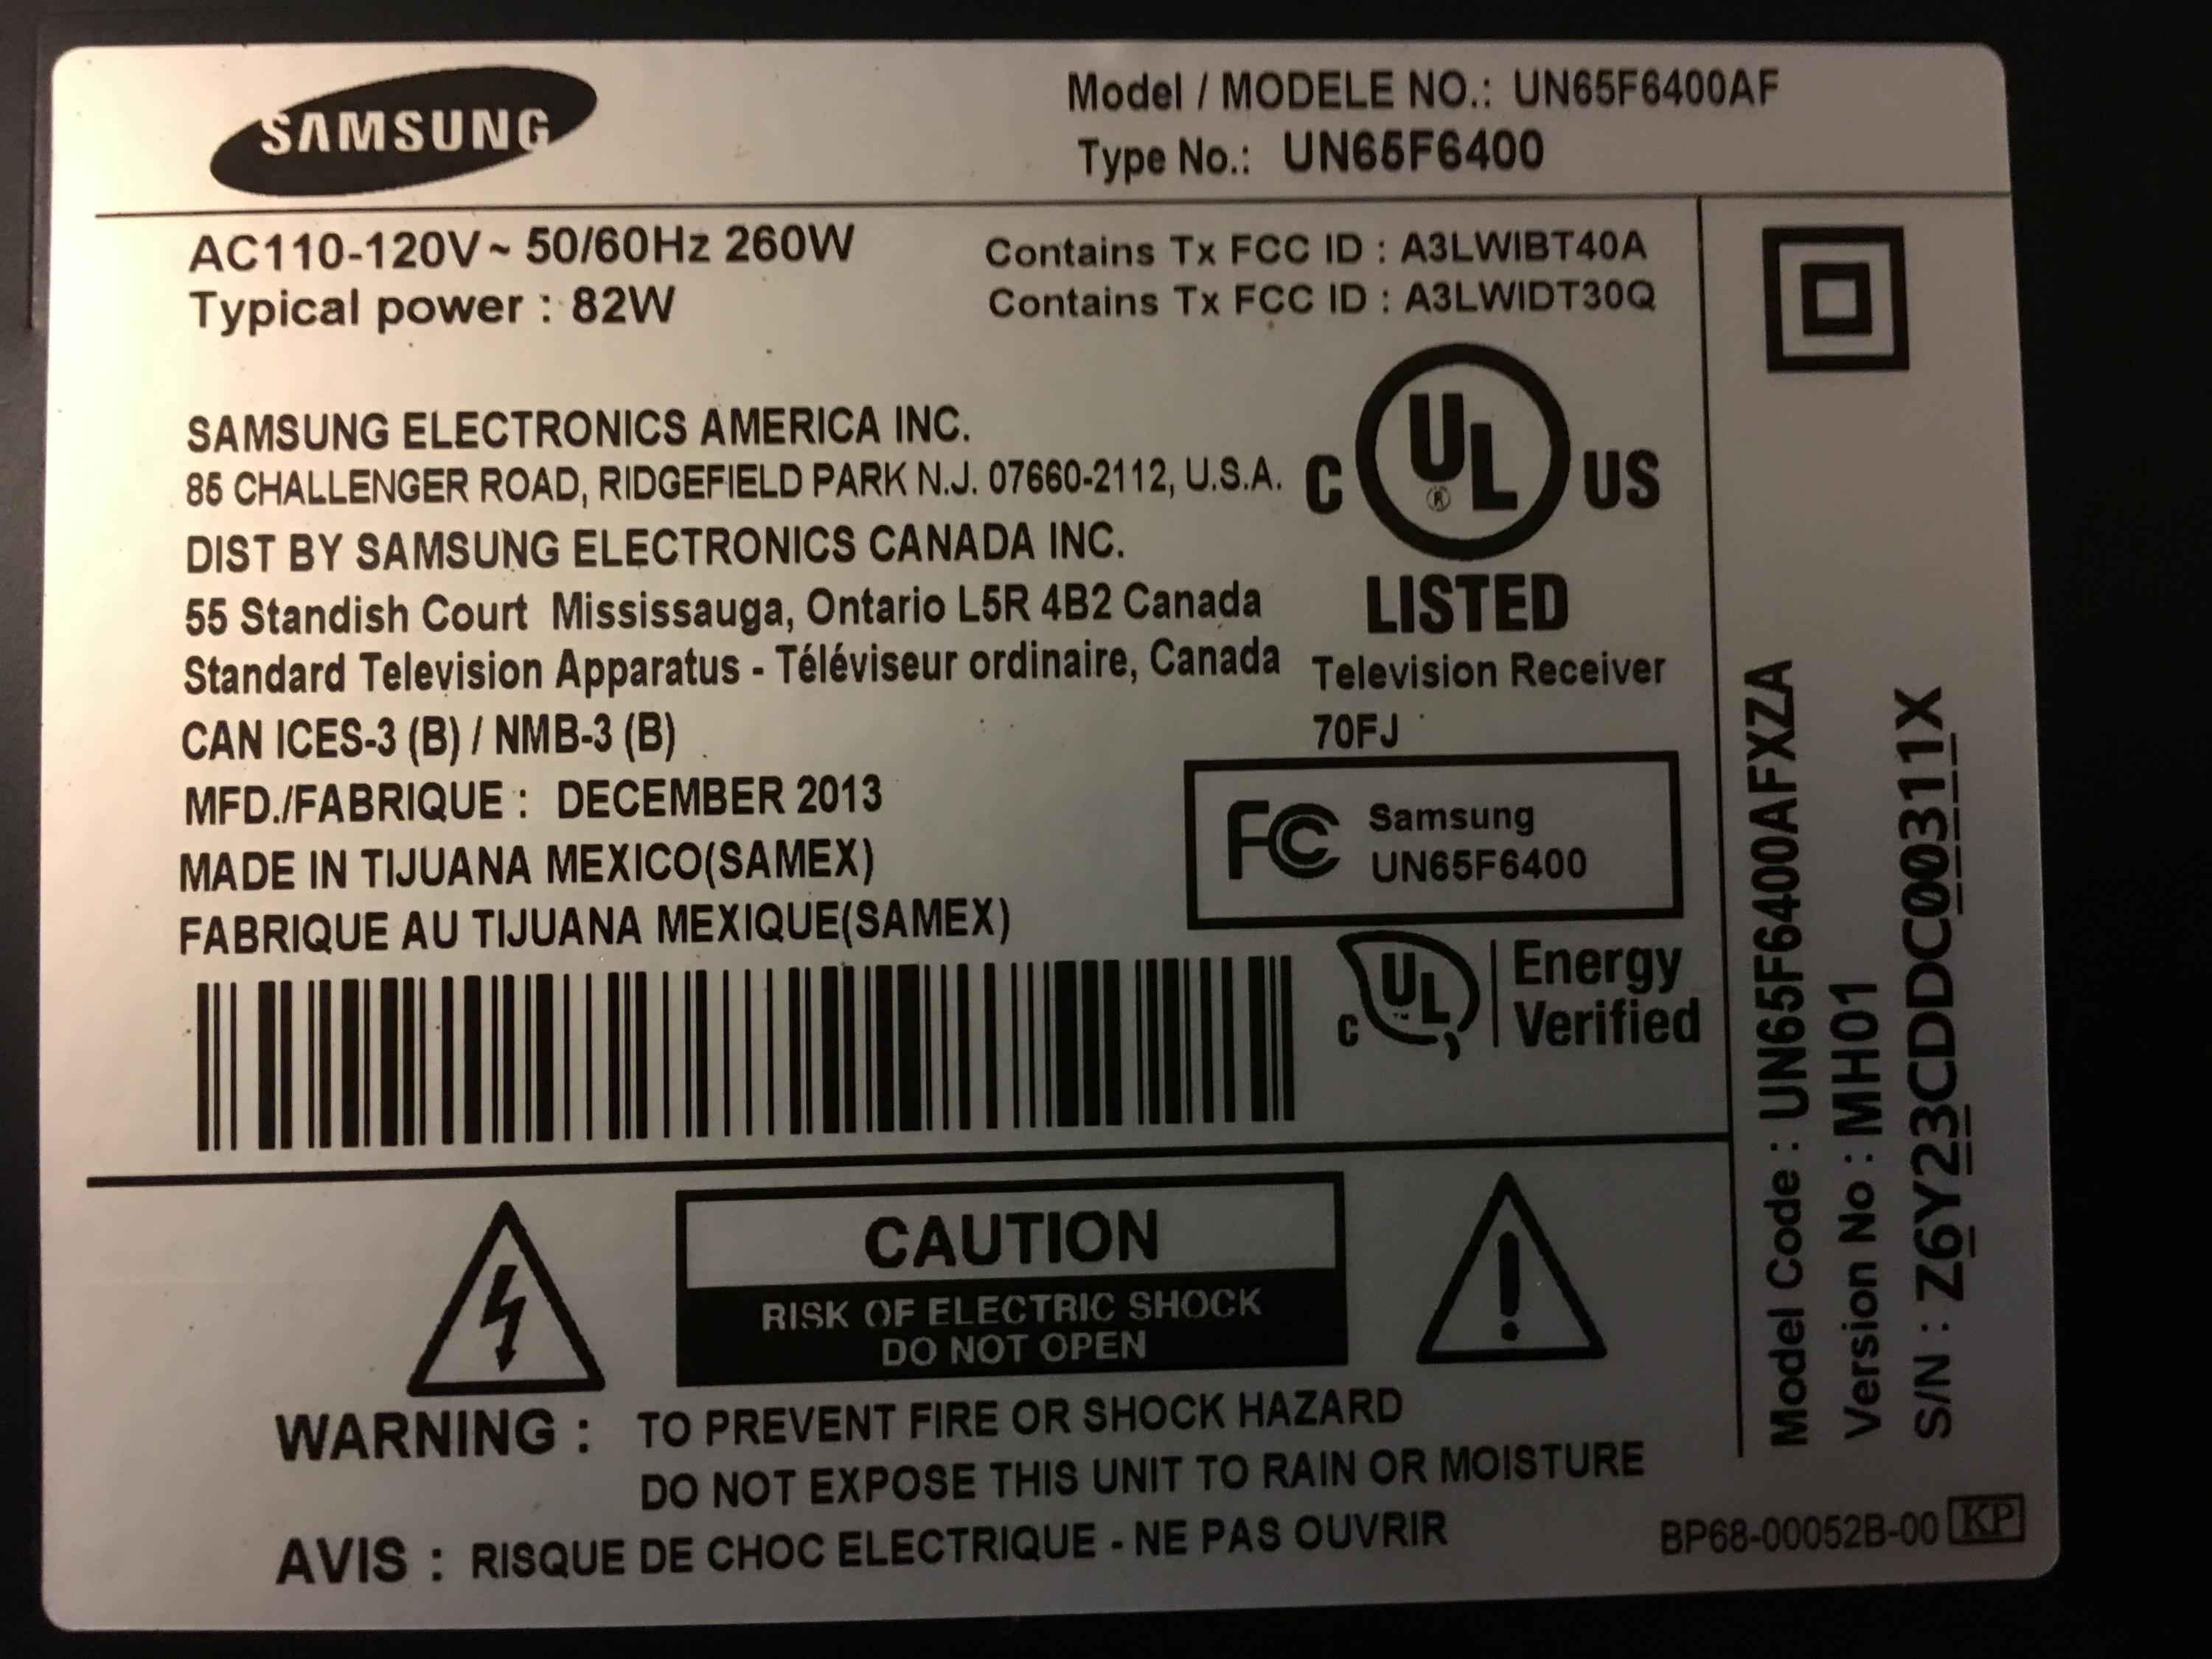 SAMSUNG
Model / MODELE NO.: UN65F6400AF
Type No.: UN65F6400
AC110-120V~ 50/60Hz 260W
Typical power : 82W
Contains Tx FCC ID : A3LWIBT40A
Contains Tx FCC ID : A3LWIDT30Q
SAMSUNG ELECTRONICS AMERICA INC.
85 CHALLENGER ROAD, RIDGEFIELD PARK N.J. 07660-2112, U.S.A.
DIST BY SAMSUNG ELECTRONICS CANADA INC.
55 Standish Court Mississauga, Ontario L5R 4B2 Canada
Standard Television Apparatus - Téléviseur ordinaire, Canada
CAN ICES-3 (B) / NMB-3 (B)
MFD./FABRIQUE : DECEMBER 2013
MADE IN TIJUANA MEXICO(SAMEX)
FABRIQUE AU TIJUANA MEXIQUE(SAMEX)
C UL ® US
LISTED
Television Receiver
70FJ
FC Samsung
UN65F6400
C UL ™ Energy
Verified
Model Code : UN65F6400AFXZA
Version No : MH01
S/N : Z6Y23CDDC00311X
CAUTION
RISK OF ELECTRIC SHOCK
DO NOT OPEN
WARNING : TO PREVENT FIRE OR SHOCK HAZARD
DO NOT EXPOSE THIS UNIT TO RAIN OR MOISTURE
AVIS : RISQUE DE CHOC ELECTRIQUE - NE PAS OUVRIR
BP68-00052B-00 KP